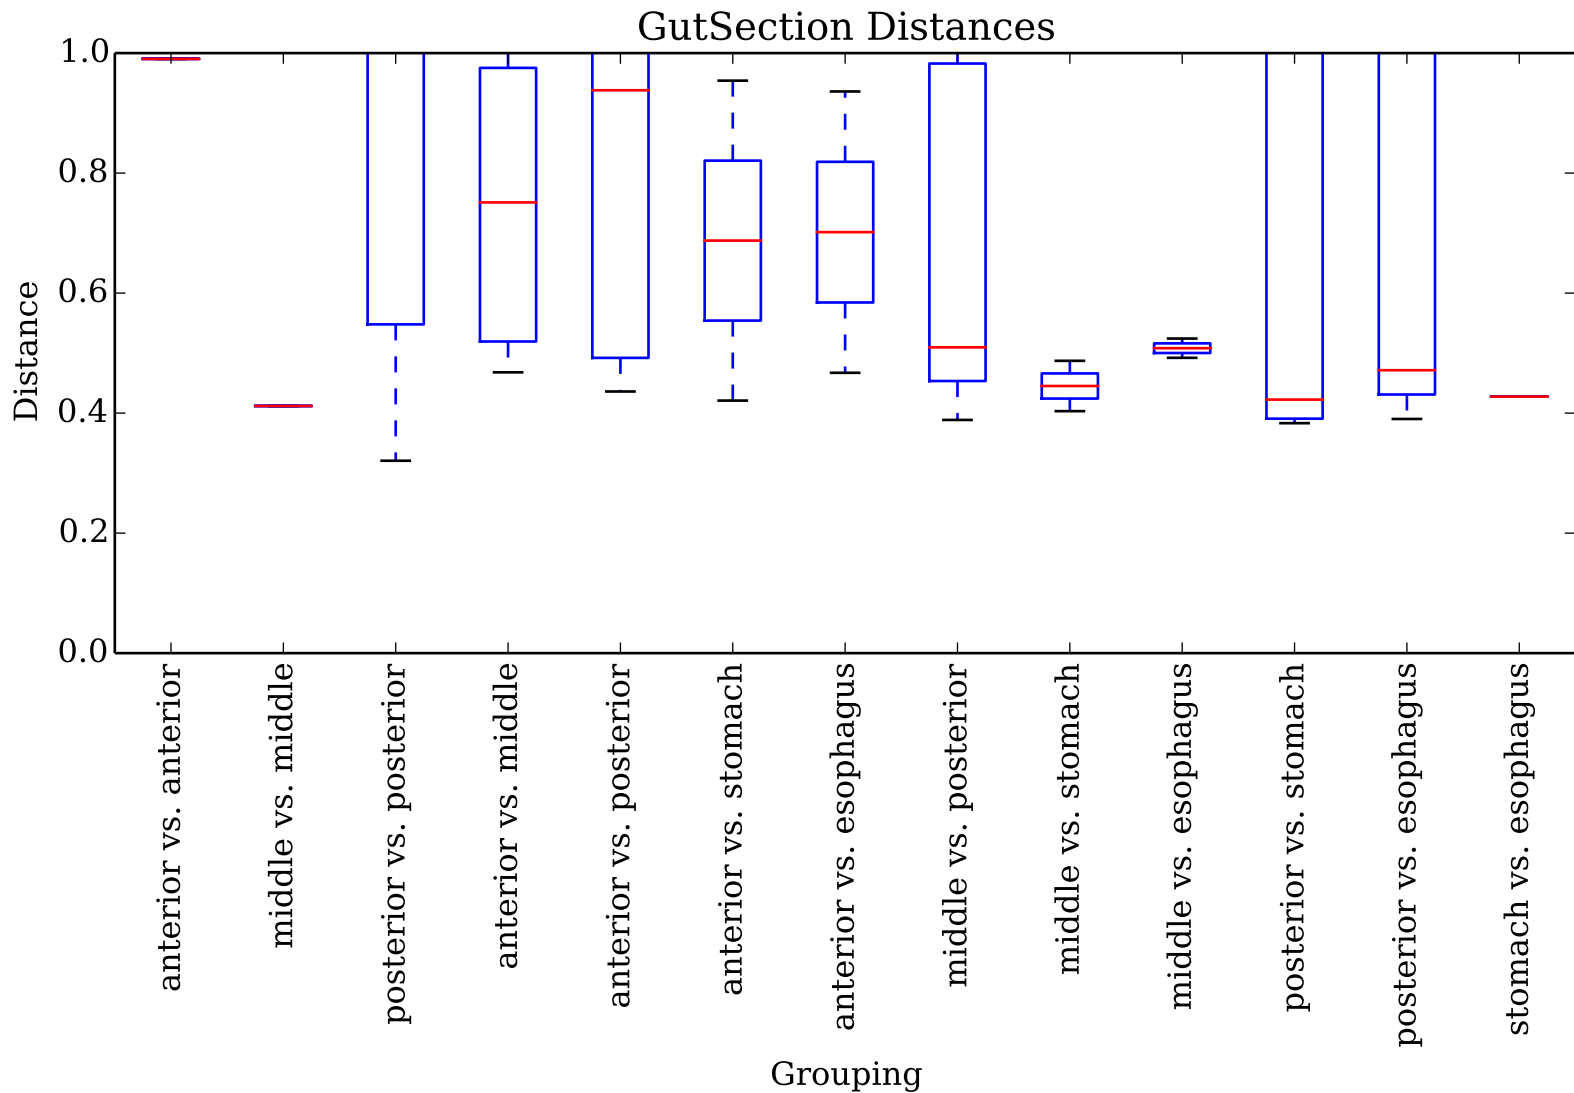 GutSection Distances
1.0
0.8
0.6
0.4
0.2
0.0
Distance
anterior vs. anterior
middle vs. middle
posterior vs. posterior
anterior vs. middle
anterior vs. posterior
anterior vs. stomach
anterior vs. esophagus
middle vs. posterior
middle vs. stomach
middle vs. esophagus
posterior vs. stomach
posterior vs. esophagus
stomach vs. esophagus
Grouping